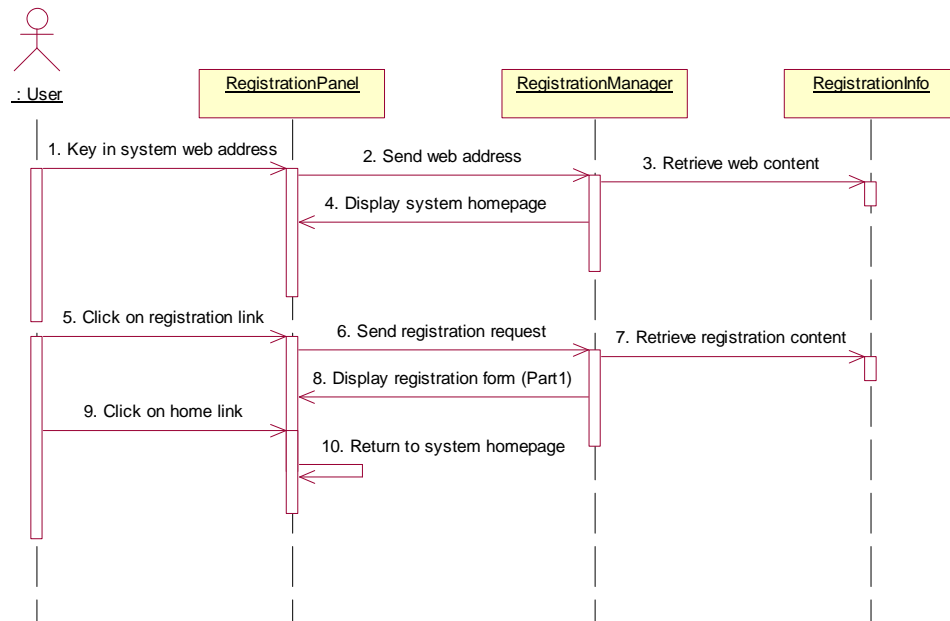 : User
RegistrationPanel
RegistrationManager
RegistrationInfo
1. Key in system web address
2. Send web address
3. Retrieve web content
4. Display system homepage
5. Click on registration link
6. Send registration request
7. Retrieve registration content
8. Display registration form (Part1)
9. Click on home link
10. Return to system homepage